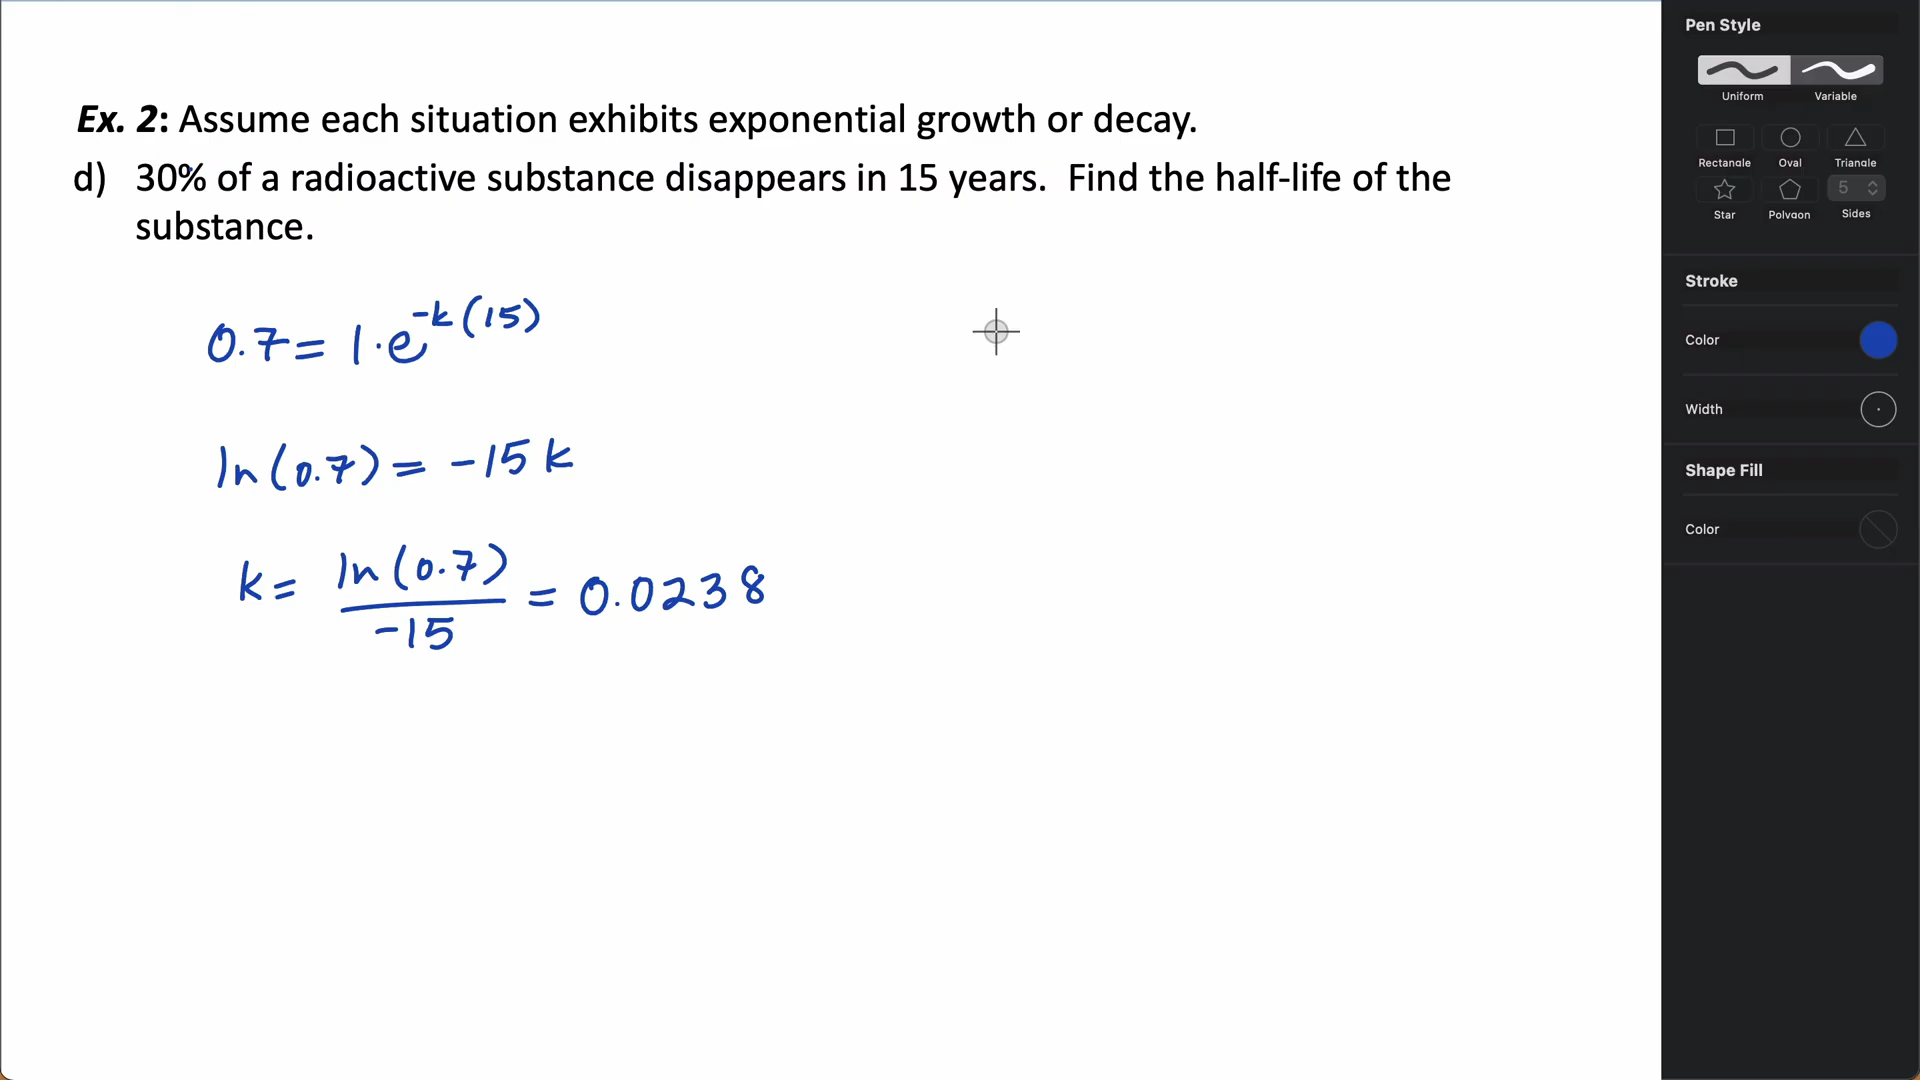 Ex. 2: Assume each situation exhibits exponential growth or decay.
d) 30% of a radioactive substance disappears in 15 years. Find the half-life of the
substance.
0.7 = 1·e^{-k(15)}
ln(0.7) = -15k
k = ln(0.7)/-15 = 0.0238
Pen Style
Uniform Variable
Rectangle Oval Triangle
5
Star Polygon Sides
Stroke
Color
Width
Shape Fill
Color